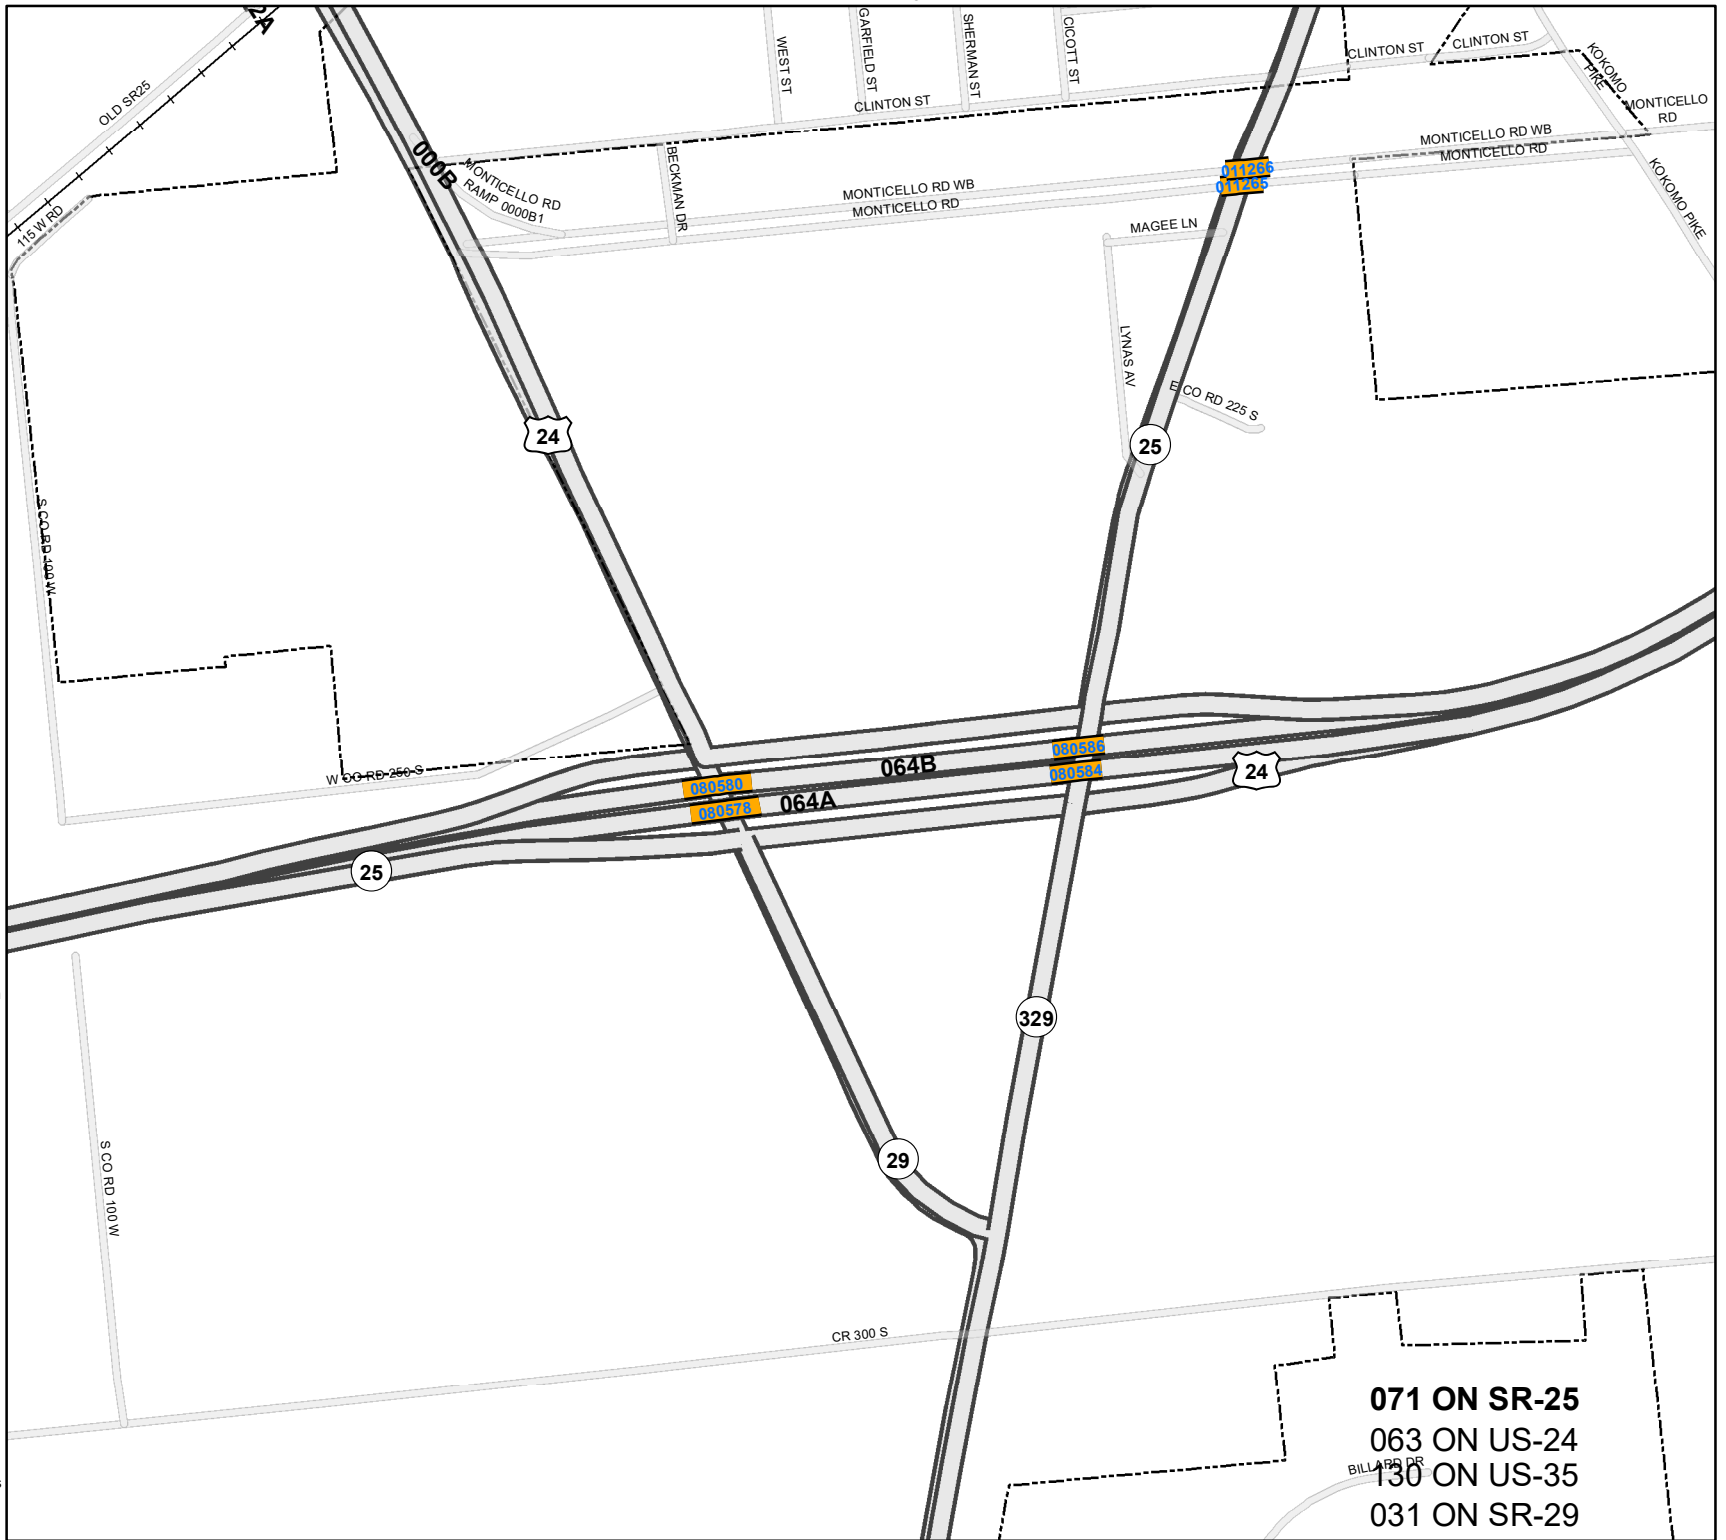 2A
OLD SR25
115 W RD
WEST ST
GARFIELD ST
SHERMAN ST
CICOTT ST
CLINTON ST
CLINTON ST
CLINTON ST
KOKOMO
PIKE
MONTICELLO
RD
MONTICELLO RD WB
MONTICELLO RD
KOKOMO PIKE
000B
MONTICELLO RD
RAMP 0000B1
BECKMAN DR
MONTICELLO RD WB
MONTICELLO RD
011266
011265
MAGEE LN
LYNAS AV
E CO RD 225 S
24
25
S CO RD 100 W
W CO RD 250 S
080580
080578
064B
064A
080586
080584
24
25
329
29
S CO RD 100 W
CR 300 S
071 ON SR-25
063 ON US-24
BILLARD DR
130 ON US-35
031 ON SR-29